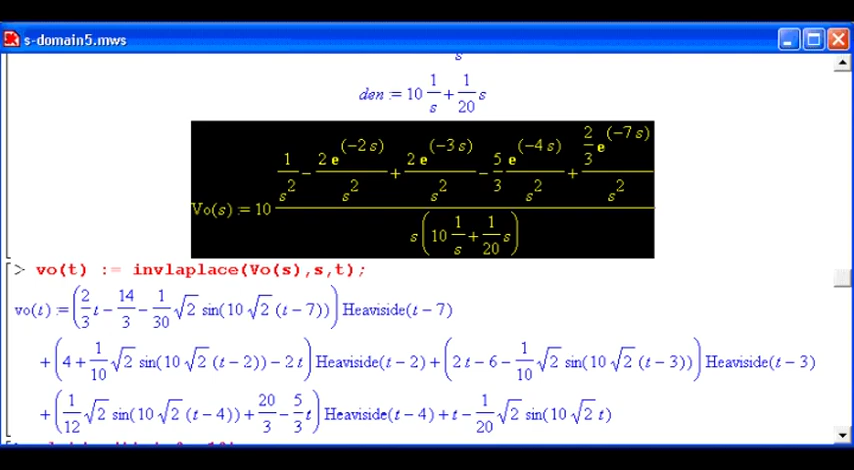 s-domain5.mws
s
den := 10 1/s + 1/20 s
Vo(s) := 10 (1/s^2 - 2 e^(-2 s)/s^2 + 2 e^(-3 s)/s^2 - 5/3 e^(-4 s)/s^2 + 2/3 e^(-7 s)/s^2) / (s (10 1/s + 1/20 s))
> vo(t) := invlaplace(Vo(s),s,t);
vo(t) := (2/3 t - 14/3 - 1/30 √2 sin(10 √2 (t - 7))) Heaviside(t - 7)
+ (4 + 1/10 √2 sin(10 √2 (t - 2)) - 2 t) Heaviside(t - 2) + (2 t - 6 - 1/10 √2 sin(10 √2 (t - 3))) Heaviside(t - 3)
+ (1/12 √2 sin(10 √2 (t - 4)) + 20/3 - 5/3 t) Heaviside(t - 4) + t - 1/20 √2 sin(10 √2 t)